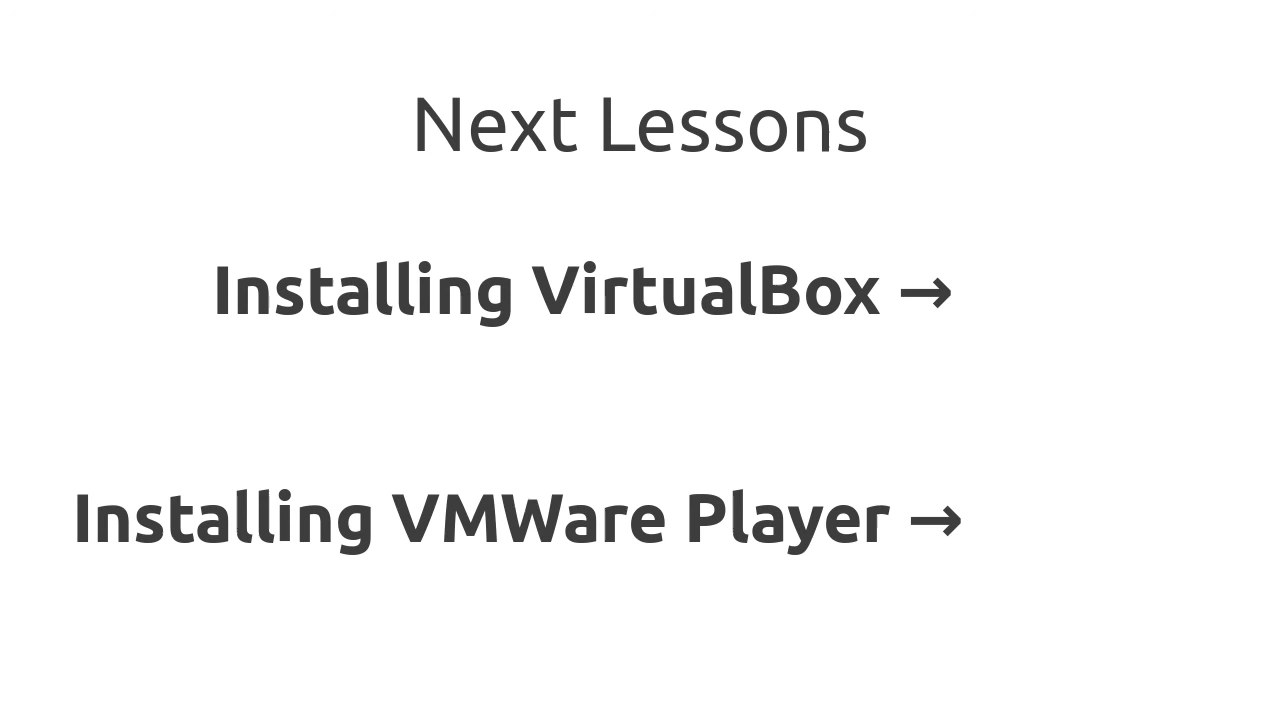 Next Lessons
Installing VirtualBox →
Installing VMWare Player →